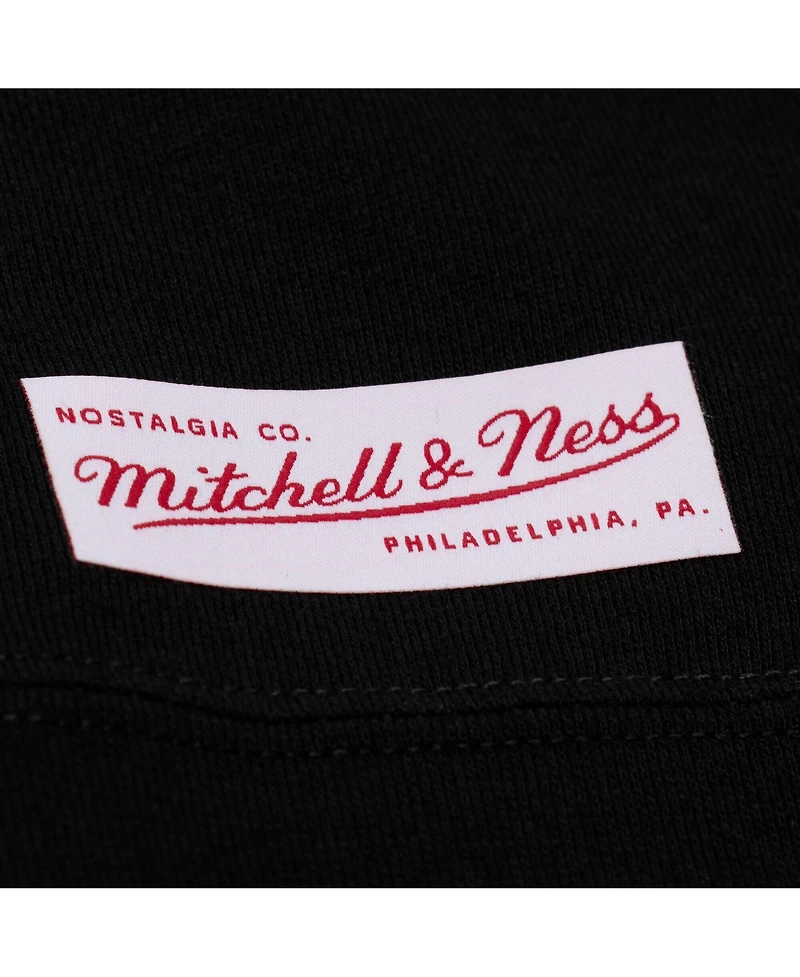 NOSTALGIA CO.
Mitchell & Ness
PHILADELPHIA, PA.